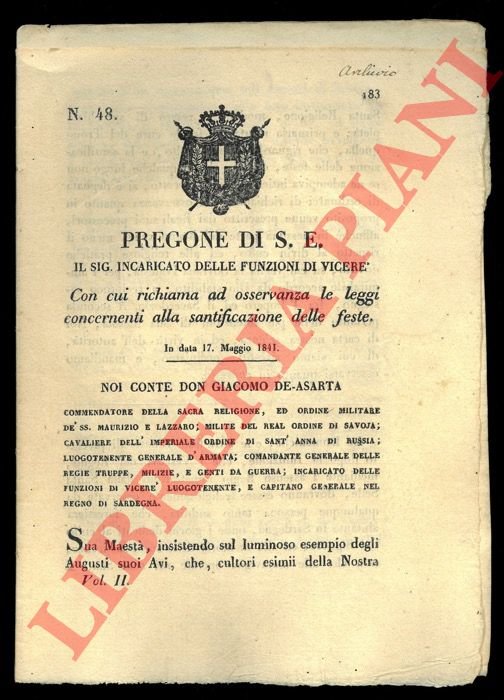 Archivio
183
N. 48.
PREGONE DI S. E.
IL SIG. INCARICATO DELLE FUNZIONI DI VICERE'
Con cui richiama ad osservanza le leggi
concernenti alla santificazione delle feste.
In data 17. Maggio 1841.
NOI CONTE DON GIACOMO DE-ASARTA
COMMENDATORE DELLA SACRA RELIGIONE, ED ORDINE MILITARE
DE' SS. MAURIZIO E LAZZARO; MILITE DEL REAL ORDINE DI SAVOJA;
CAVALIERE DELL'IMPERIALE ORDINE DI SANT'ANNA DI RUSSIA;
LUOGOTENENTE GENERALE D'ARMATA; COMANDANTE GENERALE DELLE
REGIE TRUPPE, MILIZIE, E GENTI DA GUERRA; INCARICATO DELLE
FUNZIONI DI VICERE' LUOGOTENENTE, E CAPITANO GENERALE NEL
REGNO DI SARDEGNA.
Sua Maestà, insistendo sul luminoso esempio degli
Augusti suoi Avi, che, cultori esimii della Nostra
Vol. II.
LIBRERIA PIANI